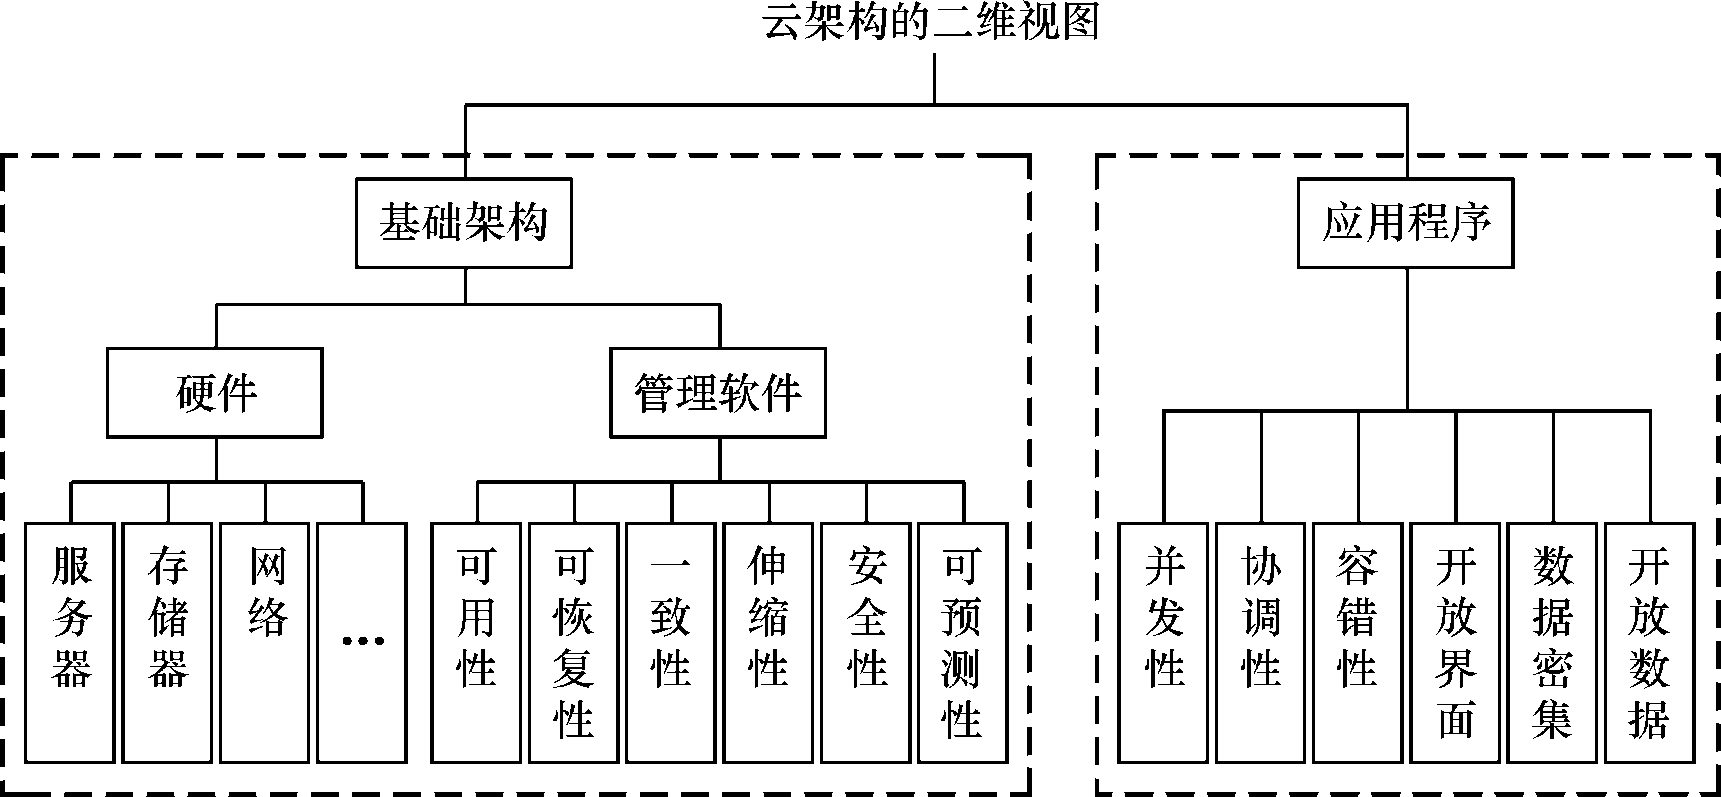 云架构的二维视图
基础架构
应用程序
硬件
管理软件
服务器
存储器
网络
...
可用性
可恢复性
一致性
伸缩性
安全性
可预测性
并发性
协调性
容错性
开放界面
数据密集
开放数据